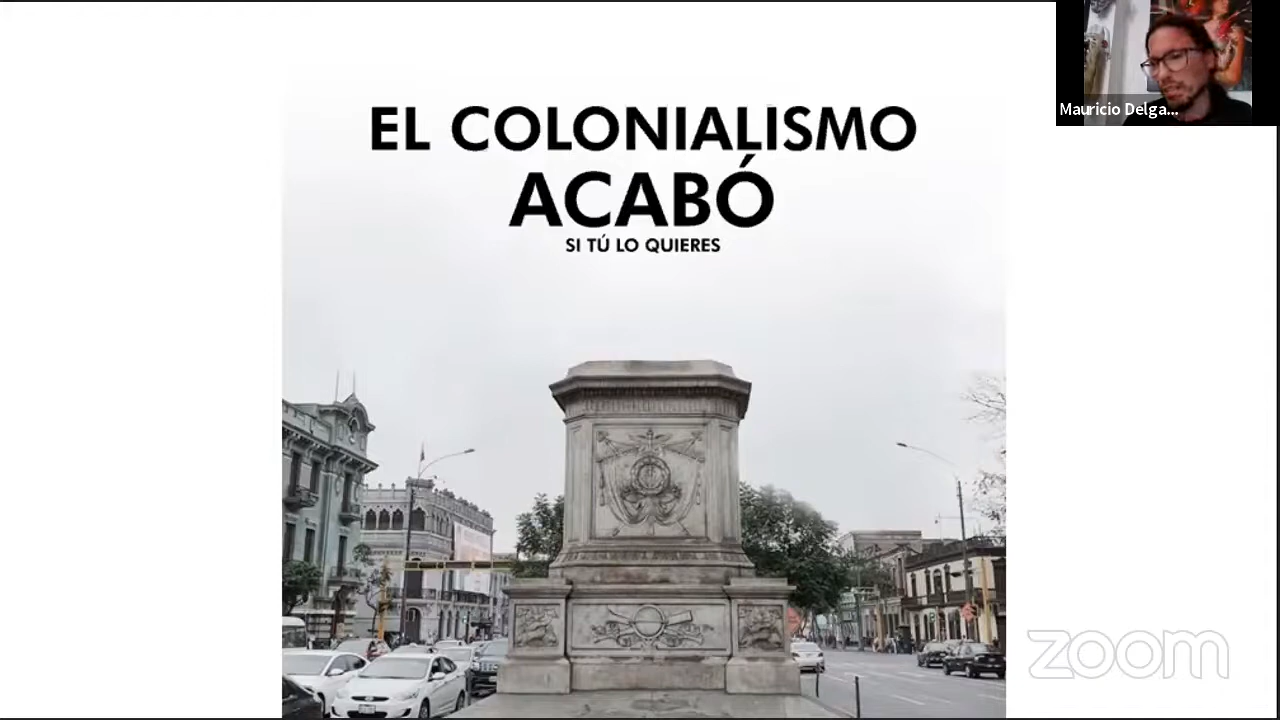 EL COLONIALISMO
ACABÓ
SI TÚ LO QUIERES
Mauricio Delga...
zoom